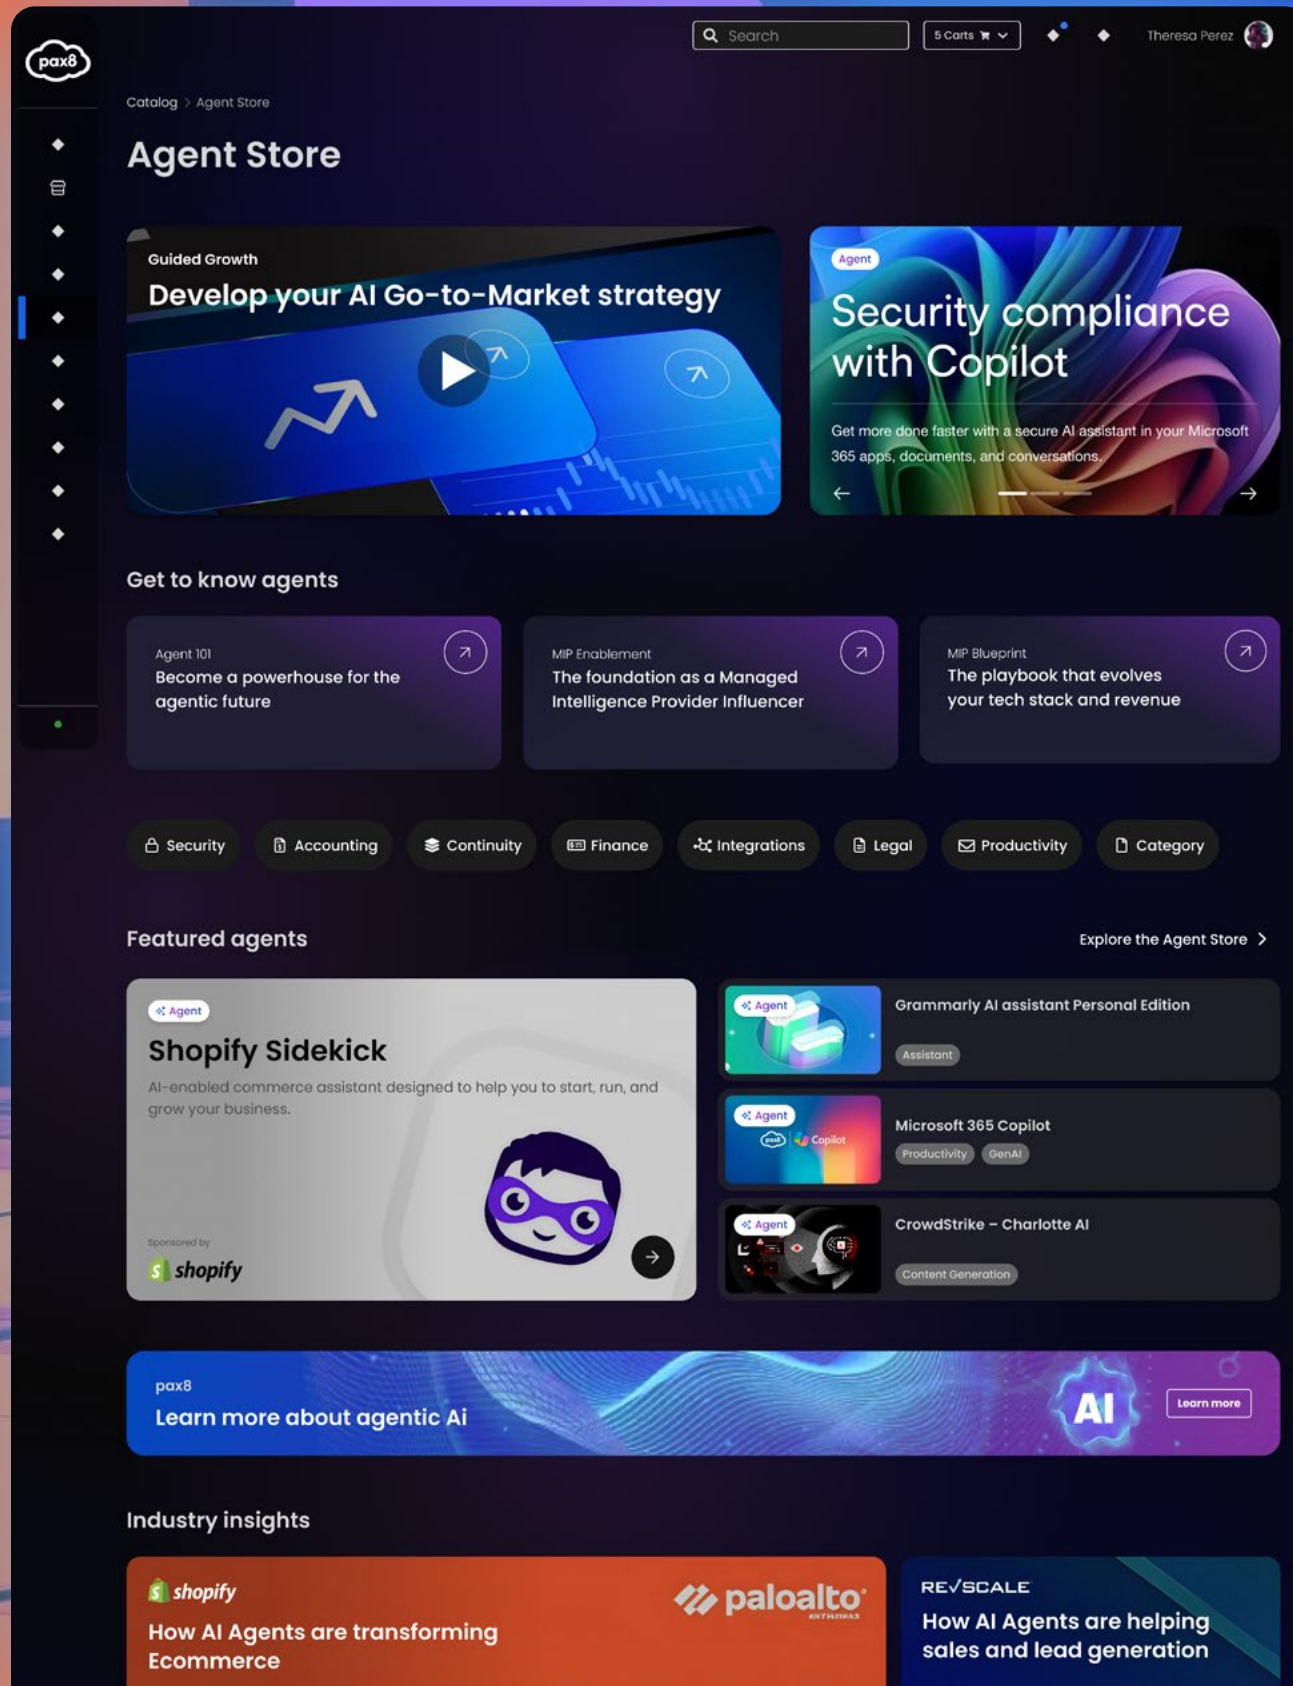 pax8
Search
5 Carts
Theresa Perez
Catalog > Agent Store
Agent Store
Guided Growth
Develop your AI Go-to-Market strategy
Agent
Security compliance
with Copilot
Get more done faster with a secure AI assistant in your Microsoft
365 apps, documents, and conversations.
Get to know agents
Agent 101
Become a powerhouse for the
agentic future
MIP Enablement
The foundation as a Managed
Intelligence Provider Influencer
MIP Blueprint
The playbook that evolves
your tech stack and revenue
Security
Accounting
Continuity
Finance
Integrations
Legal
Productivity
Category
Featured agents
Explore the Agent Store
Agent
Shopify Sidekick
AI-enabled commerce assistant designed to help you to start, run, and
grow your business.
Sponsored by
shopify
Agent
Grammarly AI assistant Personal Edition
Assistant
Agent
pax8 Copilot
Microsoft 365 Copilot
Productivity GenAI
Agent
CrowdStrike – Charlotte AI
Content Generation
pax8
Learn more about agentic Ai
AI
Learn more
Industry insights
shopify
paloalto
NETWORKS
How AI Agents are transforming
Ecommerce
REVSCALE
How AI Agents are helping
sales and lead generation